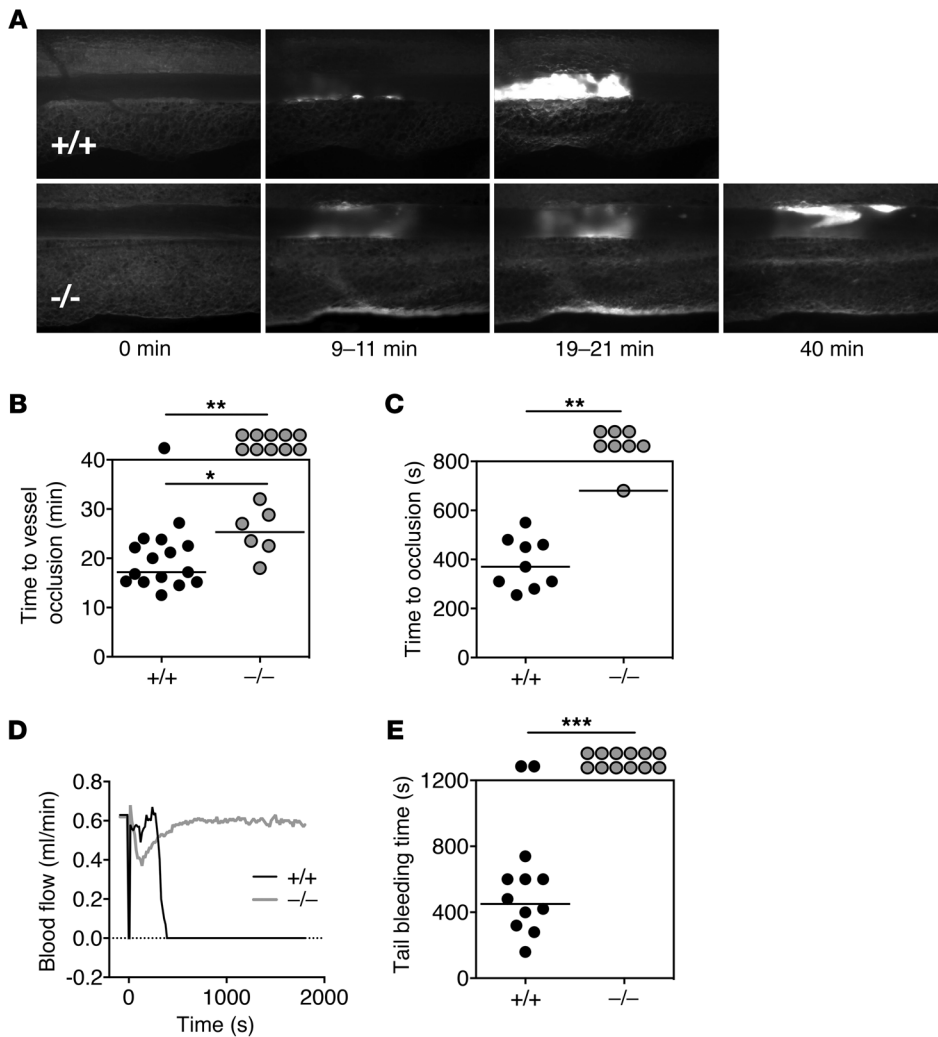 A
+/+
-/-
0 min
9–11 min
19–21 min
40 min
B
**
*
Time to vessel
occlusion (min)
40
30
20
10
0
+/+
–/–
C
**
Time to occlusion (s)
800
600
400
200
0
+/+
–/–
D
Blood flow (ml/min)
0.8
0.6
0.4
0.2
0.0
-0.2
+/+
–/–
0
1000
2000
Time (s)
E
***
Tail bleeding time (s)
1200
800
400
0
+/+
–/–